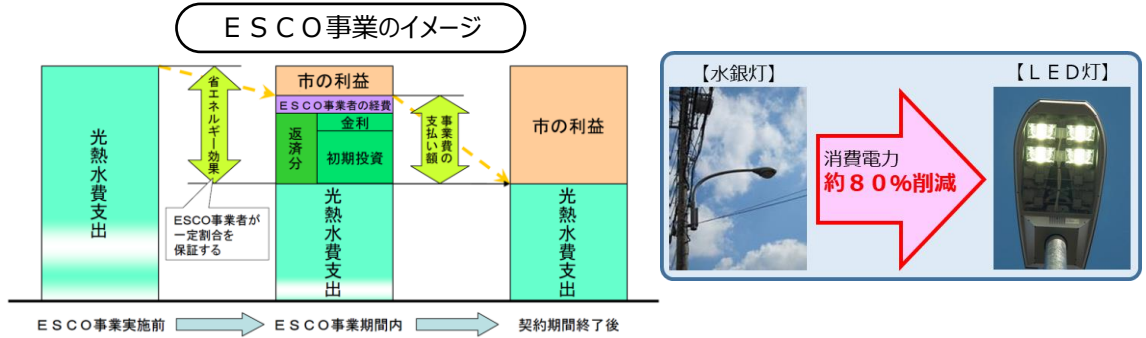 ＥＳＣＯ事業のイメージ
光熱水費支出
省エネルギー効果
ESCO事業者が
一定割合を
保証する
市の利益
ＥＳＣＯ事業者の経費
返済分
金利
初期投資
光熱水費支出
事業費の
支払い額
市の利益
光熱水費支出
ＥＳＣＯ事業実施前
ＥＳＣＯ事業期間内
契約期間終了後
【水銀灯】
消費電力
約８０%削減
【ＬＥＤ灯】